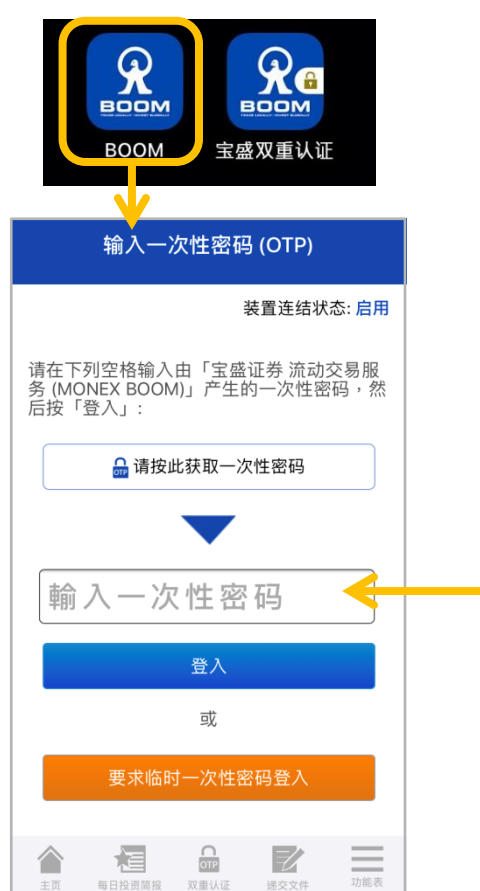 BOOM
BOOM
BOOM
宝盛双重认证
输入一次性密码 (OTP)
装置连结状态: 启用
请在下列空格输入由「宝盛证券 流动交易服
务 (MONEX BOOM)」产生的一次性密码，然
后按「登入」:
OTP 请按此获取一次性密码
輸入一次性密码
登入
或
要求临时一次性密码登入
OTP
主页 每日投资简报 双重认证 递交文件 功能表